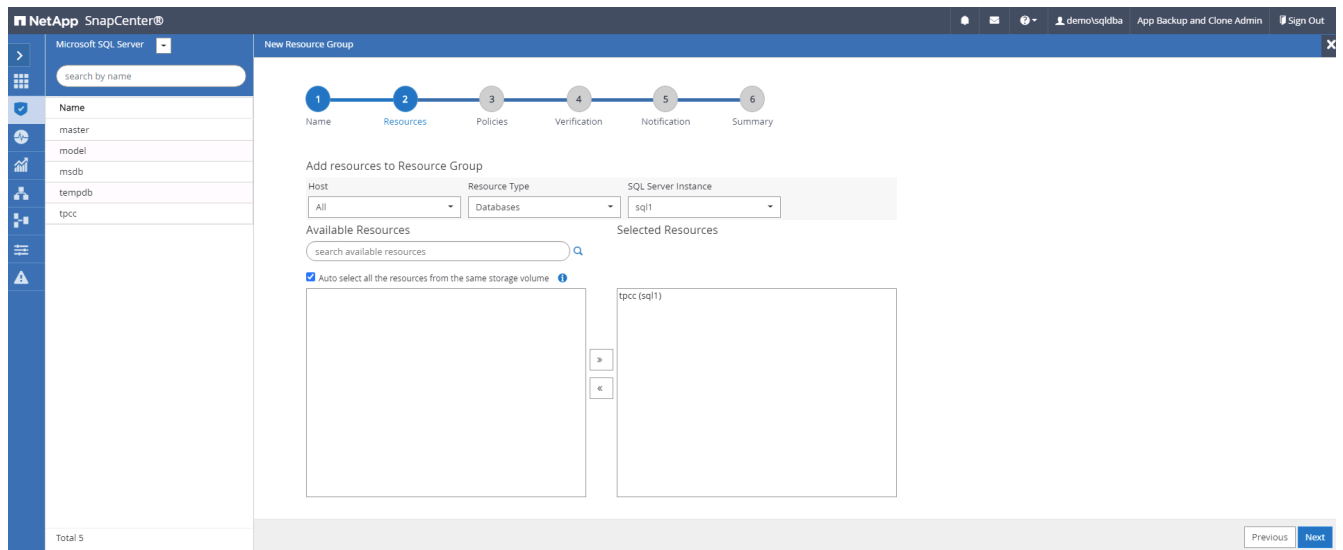 NetApp SnapCenter®
demo\sqldba App Backup and Clone Admin Sign Out
Microsoft SQL Server
New Resource Group
search by name
Name
master
model
msdb
tempdb
tpcc
Total 5
1 2 3 4 5 6
Name Resources Policies Verification Notification Summary
Add resources to Resource Group
Host Resource Type SQL Server Instance
All Databases sql1
Available Resources Selected Resources
search available resources
Auto select all the resources from the same storage volume
tpcc (sql1)
Previous Next